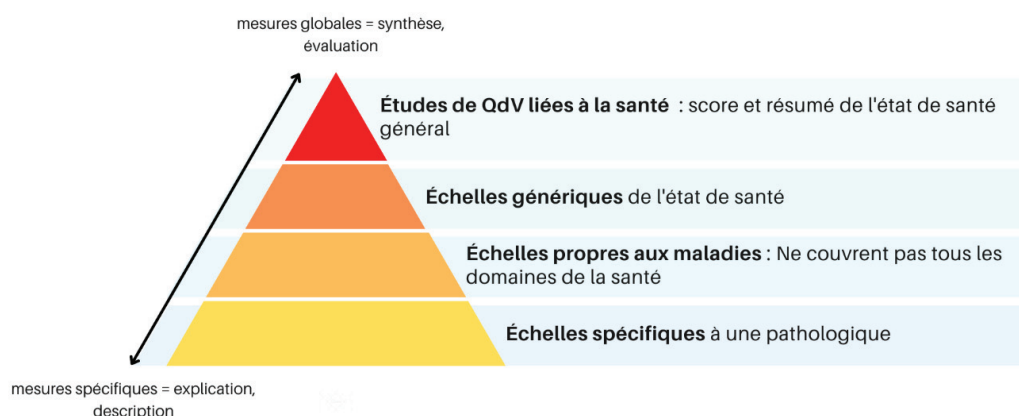 mesures globales = synthèse,
évaluation
Études de QdV liées à la santé : score et résumé de l'état de santé
général
Échelles génériques de l'état de santé
Échelles propres aux maladies : Ne couvrent pas tous les
domaines de la santé
Échelles spécifiques à une pathologique
mesures spécifiques = explication,
description